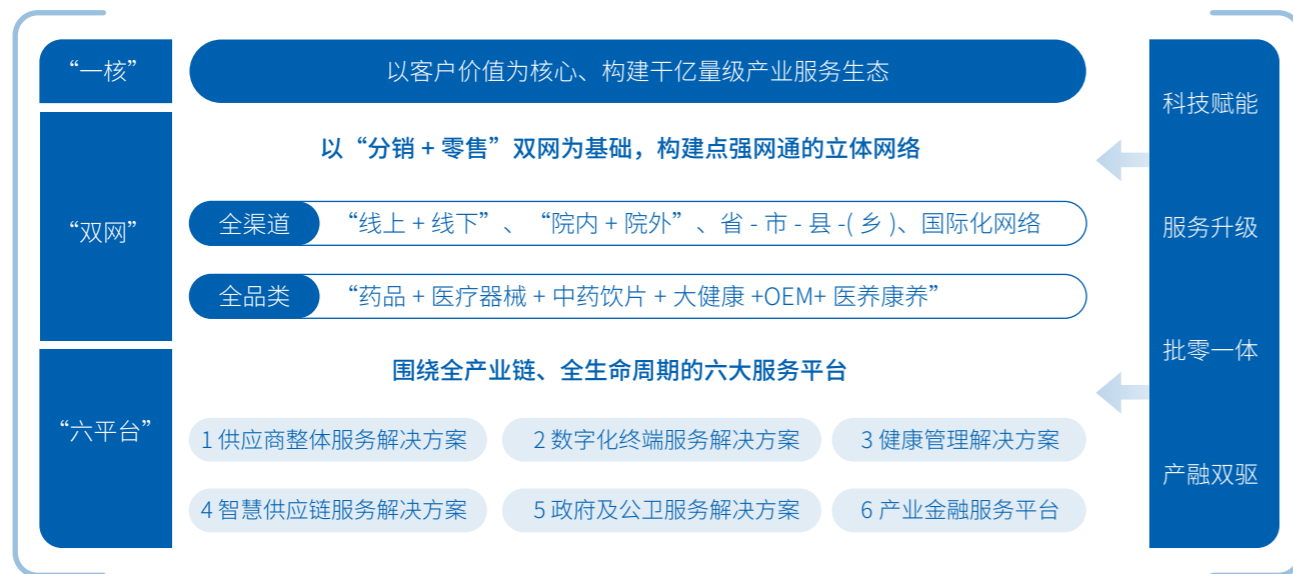 “一核”
以客户价值为核心、构建千亿量级产业服务生态
“双网”
以“分销 + 零售”双网为基础，构建点强网通的立体网络
全渠道 “线上 + 线下”、 “院内 + 院外”、省 - 市 - 县 -( 乡 )、国际化网络
全品类 “药品 + 医疗器械 + 中药饮片 + 大健康 +OEM+ 医养康养”
“六平台”
围绕全产业链、全生命周期的六大服务平台
1 供应商整体服务解决方案 2 数字化终端服务解决方案 3 健康管理解决方案
4 智慧供应链服务解决方案 5 政府及公卫服务解决方案 6 产业金融服务平台
科技赋能
服务升级
批零一体
产融双驱